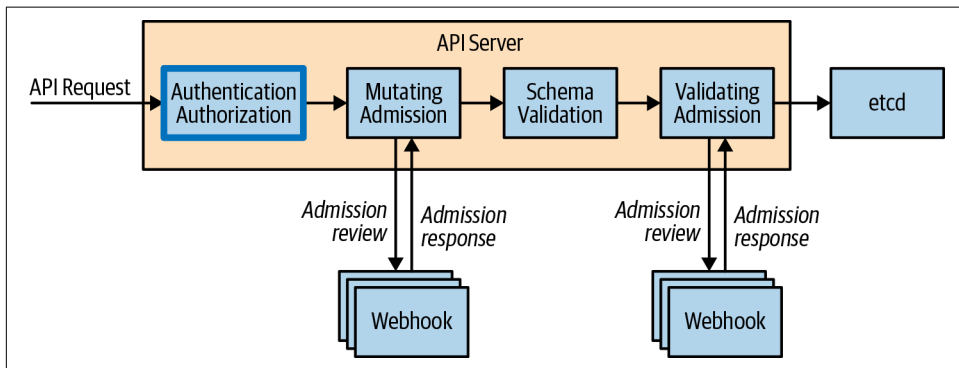 API Server
API Request
Authentication
Authorization
Mutating
Admission
Schema
Validation
Validating
Admission
etcd
Admission
review
Admission
response
Admission
review
Admission
response
Webhook
Webhook